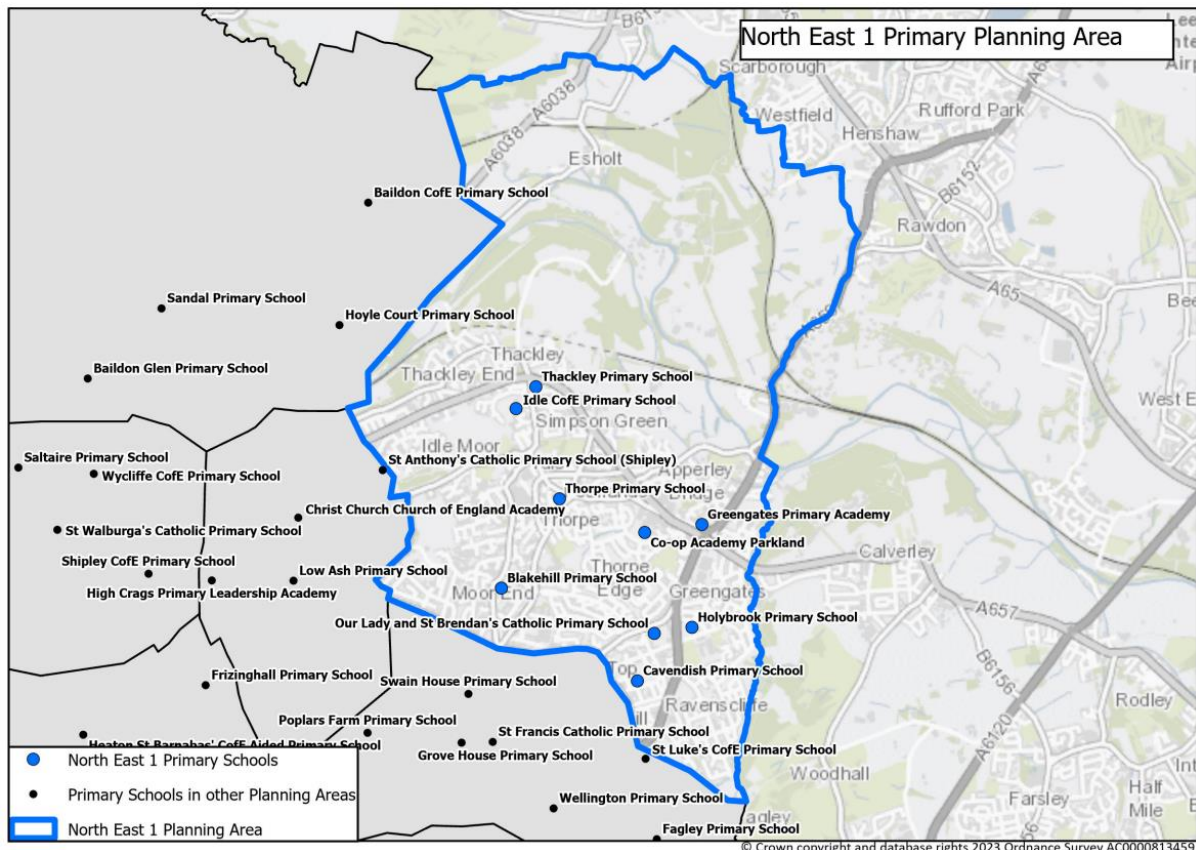 North East 1 Primary Planning Area
Scarborough
Westfield
Rufford Park
Henshaw
A6038
A6038
Esholt
B6152
Baildon CofE Primary School
Rawdon
A65
Sandal Primary School
Hoyle Court Primary School
Thackley
Thackley End
Baildon Glen Primary School
Thackley Primary School
Idle CofE Primary School
Simpson Green
Idle Moor
Saltaire Primary School
Wycliffe CofE Primary School
St Anthony's Catholic Primary School (Shipley)
Apperley
Bridge
Thorpe Primary School
Christ Church Church of England Academy
Thorpe
Greengates Primary Academy
St Walburga's Catholic Primary School
Co-op Academy Parkland
Calverley
Shipley CofE Primary School
Low Ash Primary School
High Crags Primary Leadership Academy
Blakehill Primary School
Moor End
Thorpe
Edge
Greengates
A657
Our Lady and St Brendan's Catholic Primary School
Holybrook Primary School
B6156
Frizinghall Primary School
Swain House Primary School
Cavendish Primary School
Top
Ravenscliffe
Rodley
Poplars Farm Primary School
St Francis Catholic Primary School
Grove House Primary School
St Luke's CofE Primary School
A6120
Heaton St Barnabas' CofE Aided Primary School
Woodhall
Farsley
Half
Mile
Wellington Primary School
Fagley Primary School
North East 1 Primary Schools
Primary Schools in other Planning Areas
North East 1 Planning Area
© Crown copyright and database rights 2023 Ordnance Survey AC0000813459